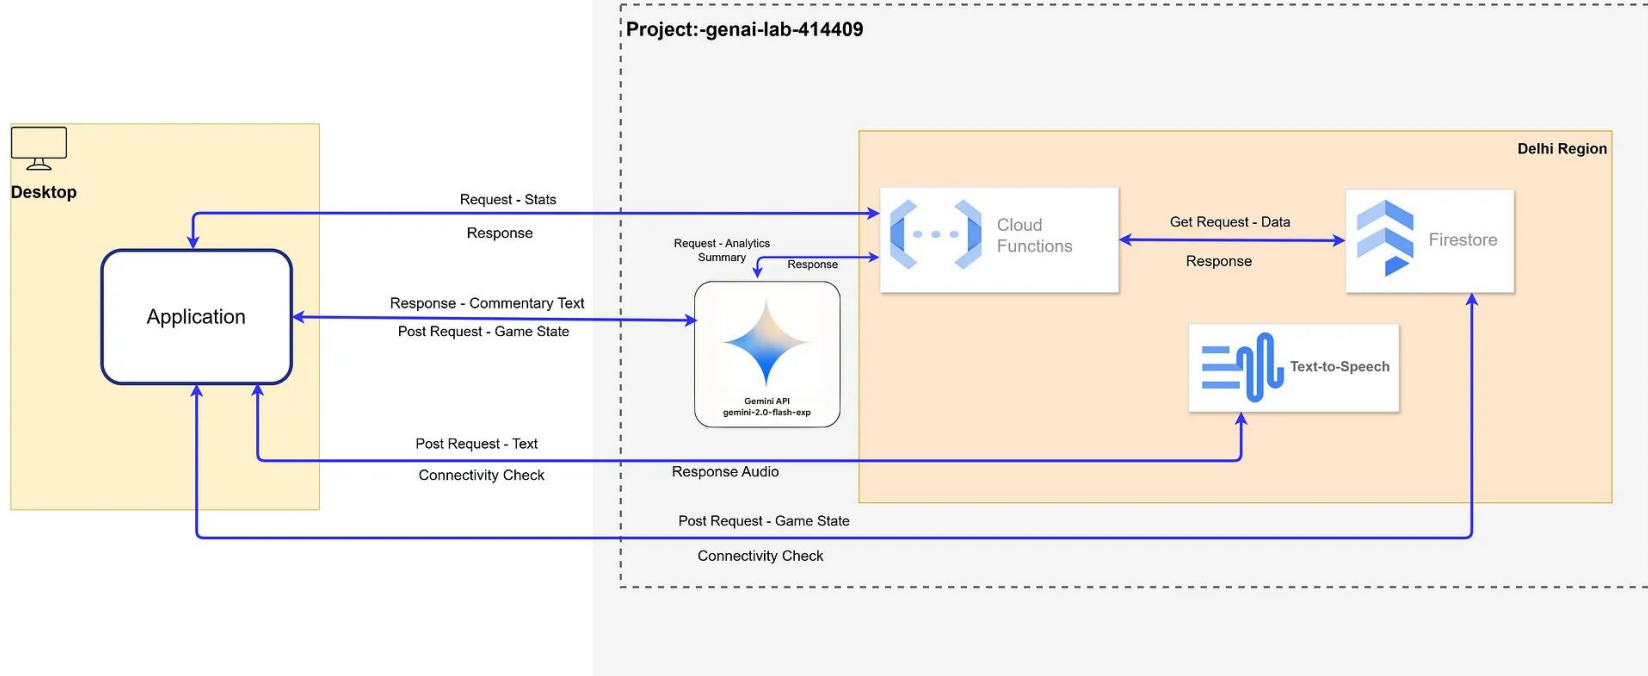 Project:-genai-lab-414409
Delhi Region
Desktop
Request - Stats
Response
Application
Response - Commentary Text
Post Request - Game State
Request - Analytics
Summary
Response
Gemini API
gemini-2.0-flash-exp
Cloud
Functions
Get Request - Data
Response
Firestore
Text-to-Speech
Post Request - Text
Connectivity Check
Response Audio
Post Request - Game State
Connectivity Check